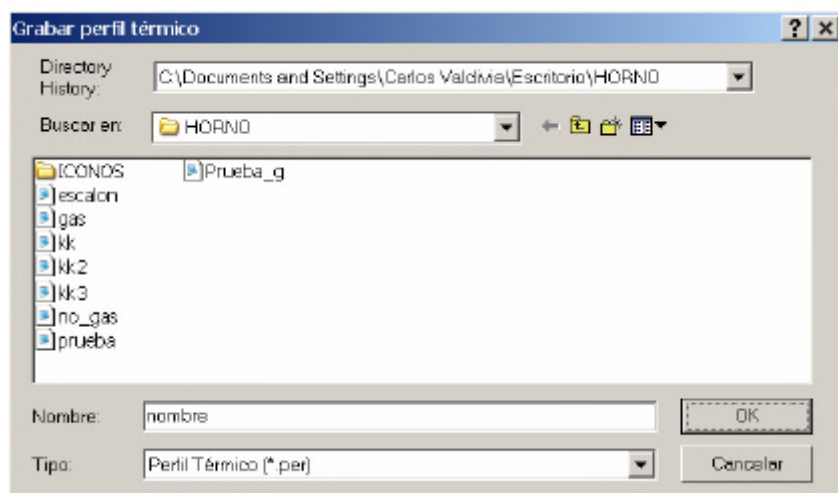 Grabar perfil térmico
Directory History:
C:\Documents and Settings\Carlos Valdivia\Escritorio\HORNO
Buscar en:
HORNO
ICONOS
Prueba_g
escalon
gas
kk
kk2
kk3
no_gas
prueba
Nombre:
nombre
OK
Tipo:
Perfil Térmico (*.per)
Cancelar